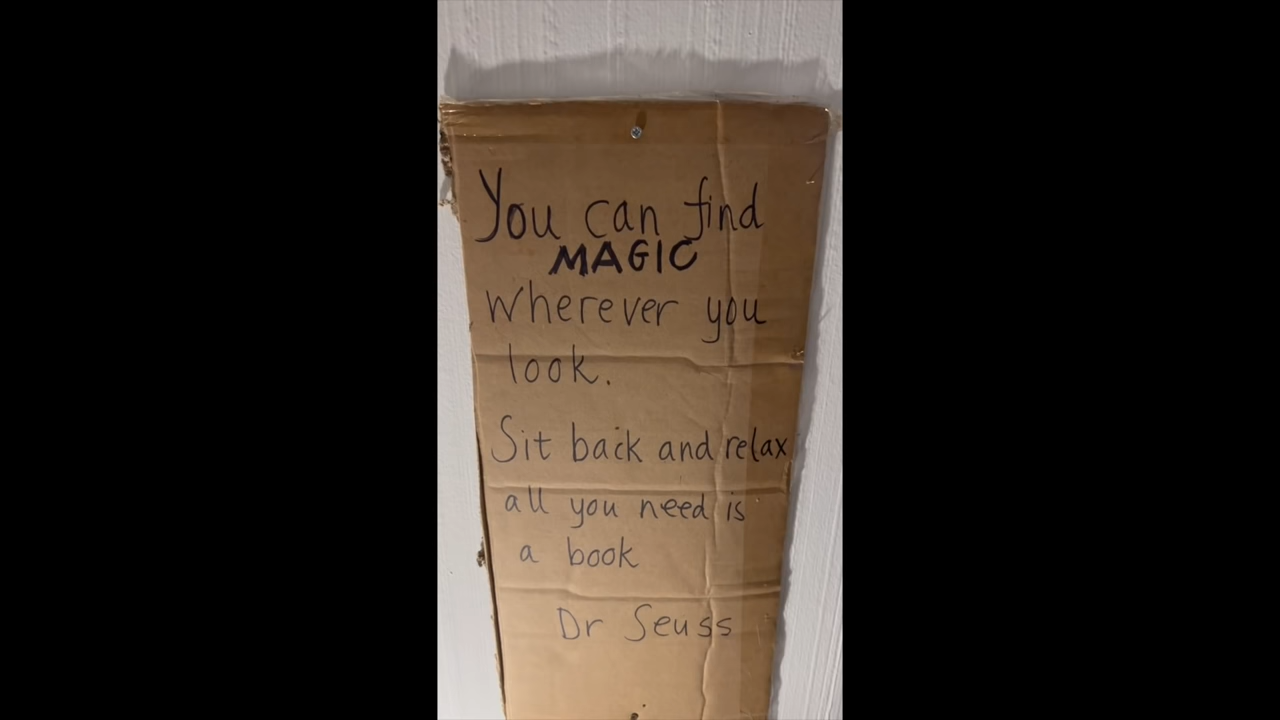 You can find
MAGIC
wherever you
look.
Sit back and relax
all you need is
a book
Dr Seuss